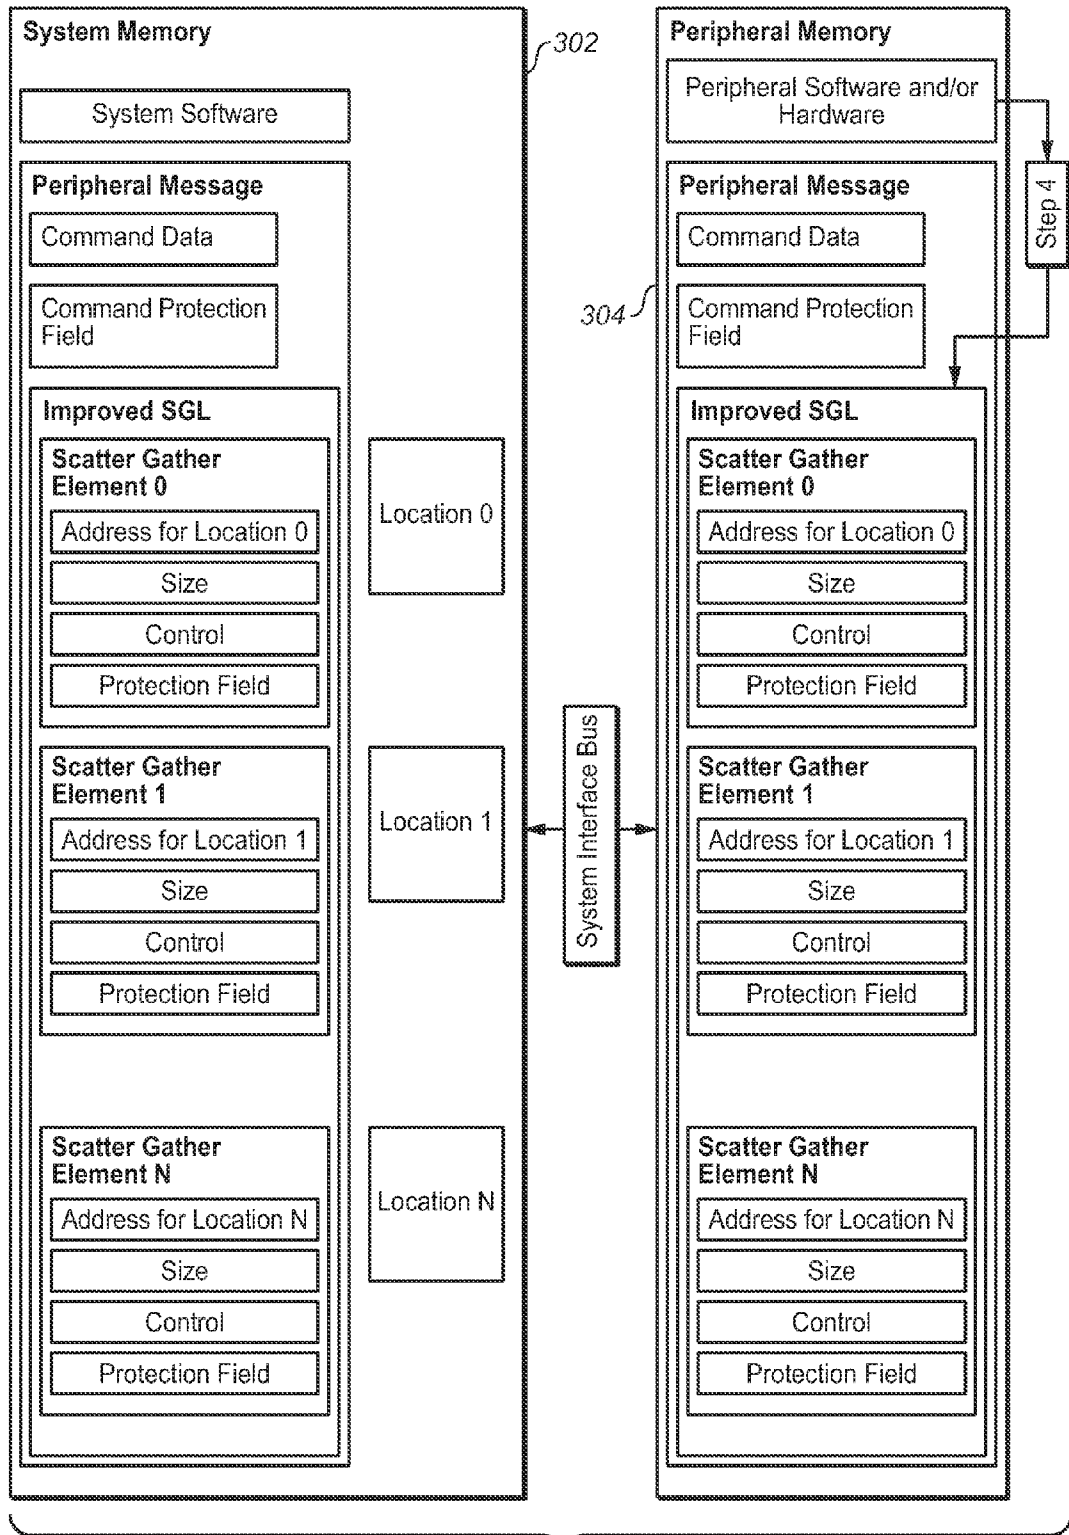 System Memory
302
System Software
Peripheral Message
Command Data
Command Protection
Field
Improved SGL
Scatter Gather
Element 0
Address for Location 0
Size
Control
Protection Field
Location 0
Scatter Gather
Element 1
Address for Location 1
Size
Control
Protection Field
Location 1
Scatter Gather
Element N
Address for Location N
Size
Control
Protection Field
Location N
System Interface Bus
Peripheral Memory
Peripheral Software and/or
Hardware
Step 4
Peripheral Message
304
Command Data
Command Protection
Field
Improved SGL
Scatter Gather
Element 0
Address for Location 0
Size
Control
Protection Field
Scatter Gather
Element 1
Address for Location 1
Size
Control
Protection Field
Scatter Gather
Element N
Address for Location N
Size
Control
Protection Field